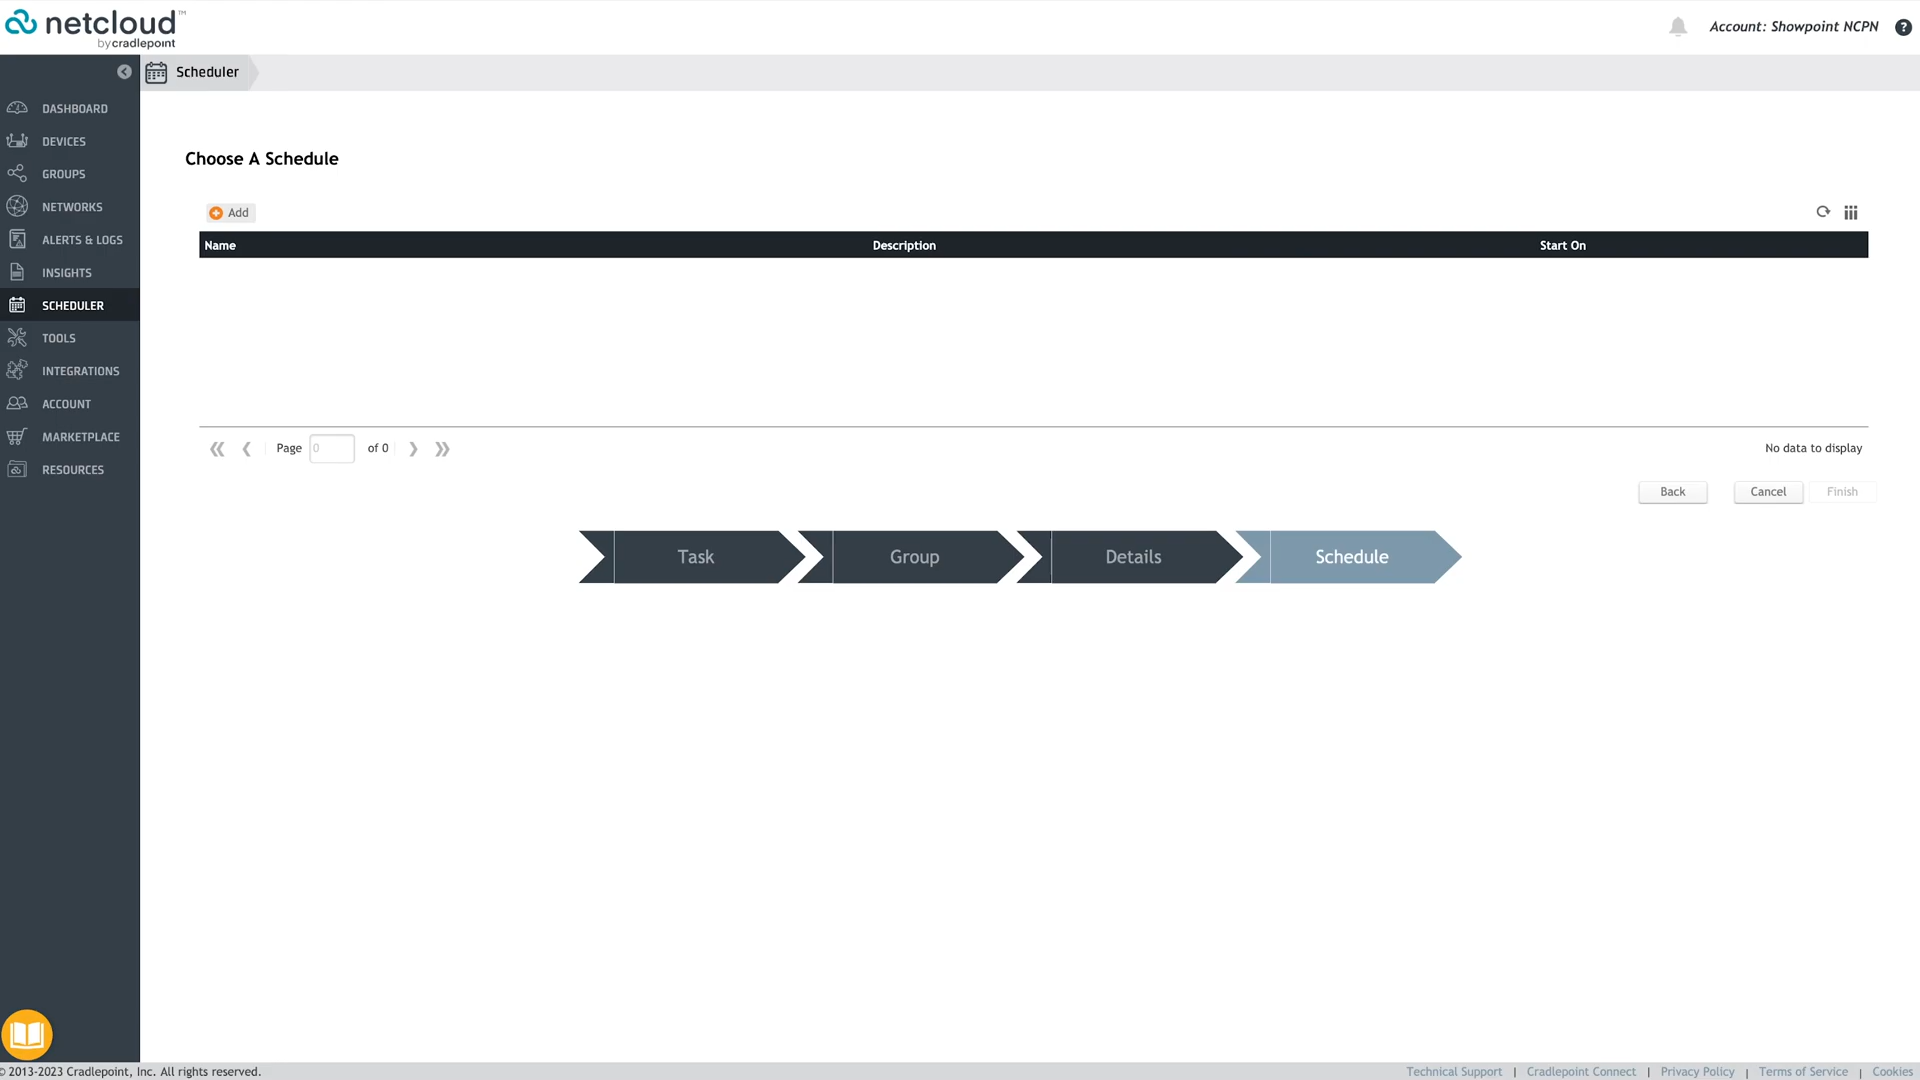 netcloud™
by cradlepoint
Account: Showpoint NCPN
?
Scheduler
DASHBOARD
DEVICES
GROUPS
NETWORKS
ALERTS & LOGS
INSIGHTS
SCHEDULER
TOOLS
INTEGRATIONS
ACCOUNT
MARKETPLACE
RESOURCES
Choose A Schedule
Add
Name Description Start On
Page 0 of 0
No data to display
Back Cancel Finish
Task Group Details Schedule
© 2013-2023 Cradlepoint, Inc. All rights reserved.
Technical Support | Cradlepoint Connect | Privacy Policy | Terms of Service | Cookies